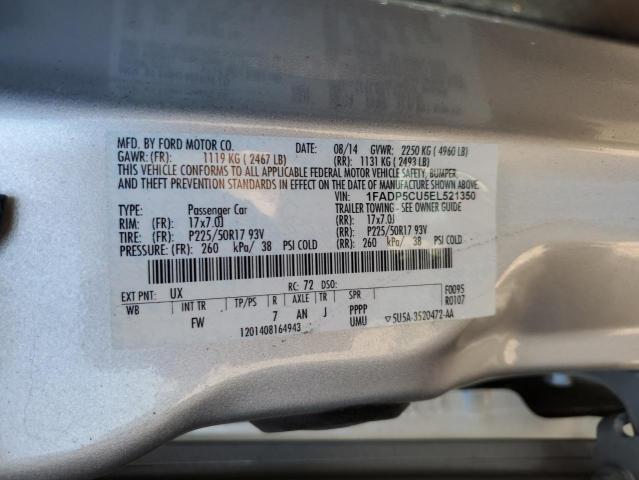 MFD. BY FORD MOTOR CO. DATE: 08/14 GVWR: 2250 KG ( 4960 LB)
GAWR: (FR): 1119 KG ( 2467 LB) (RR): 1131 KG ( 2493 LB)
THIS VEHICLE CONFORMS TO ALL APPLICABLE FEDERAL MOTOR VEHICLE SAFETY, BUMPER
AND THEFT PREVENTION STANDARDS IN EFFECT ON THE DATE OF MANUFACTURE SHOWN ABOVE.
VIN: 1FADP5CU5EL521350
TYPE: Passenger Car TRAILER TOWING - SEE OWNER GUIDE
RIM: (FR): 17x7.0J (RR): 17x7.0J
TIRE: (FR): P225/50R17 93V (RR): P225/50R17 93V
PRESSURE: (FR): 260 kPa/ 38 PSI COLD (RR): 260 kPa/ 38 PSI COLD
EXT PNT: UX RC: 72 DSO: F0095
WB INT TR TP/PS R AXLE TR SPR R0107
FW 7 AN J PPPP
UMU ▽5USA-3520472-AA
1201408164943